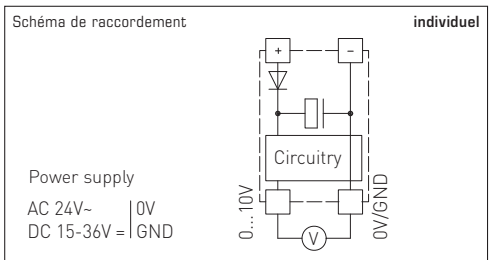 Schéma de raccordement
individuel
+ −
Circuitry
Power supply
AC 24V~ 0V
DC 15-36V = GND
0...10V
V
0V/GND